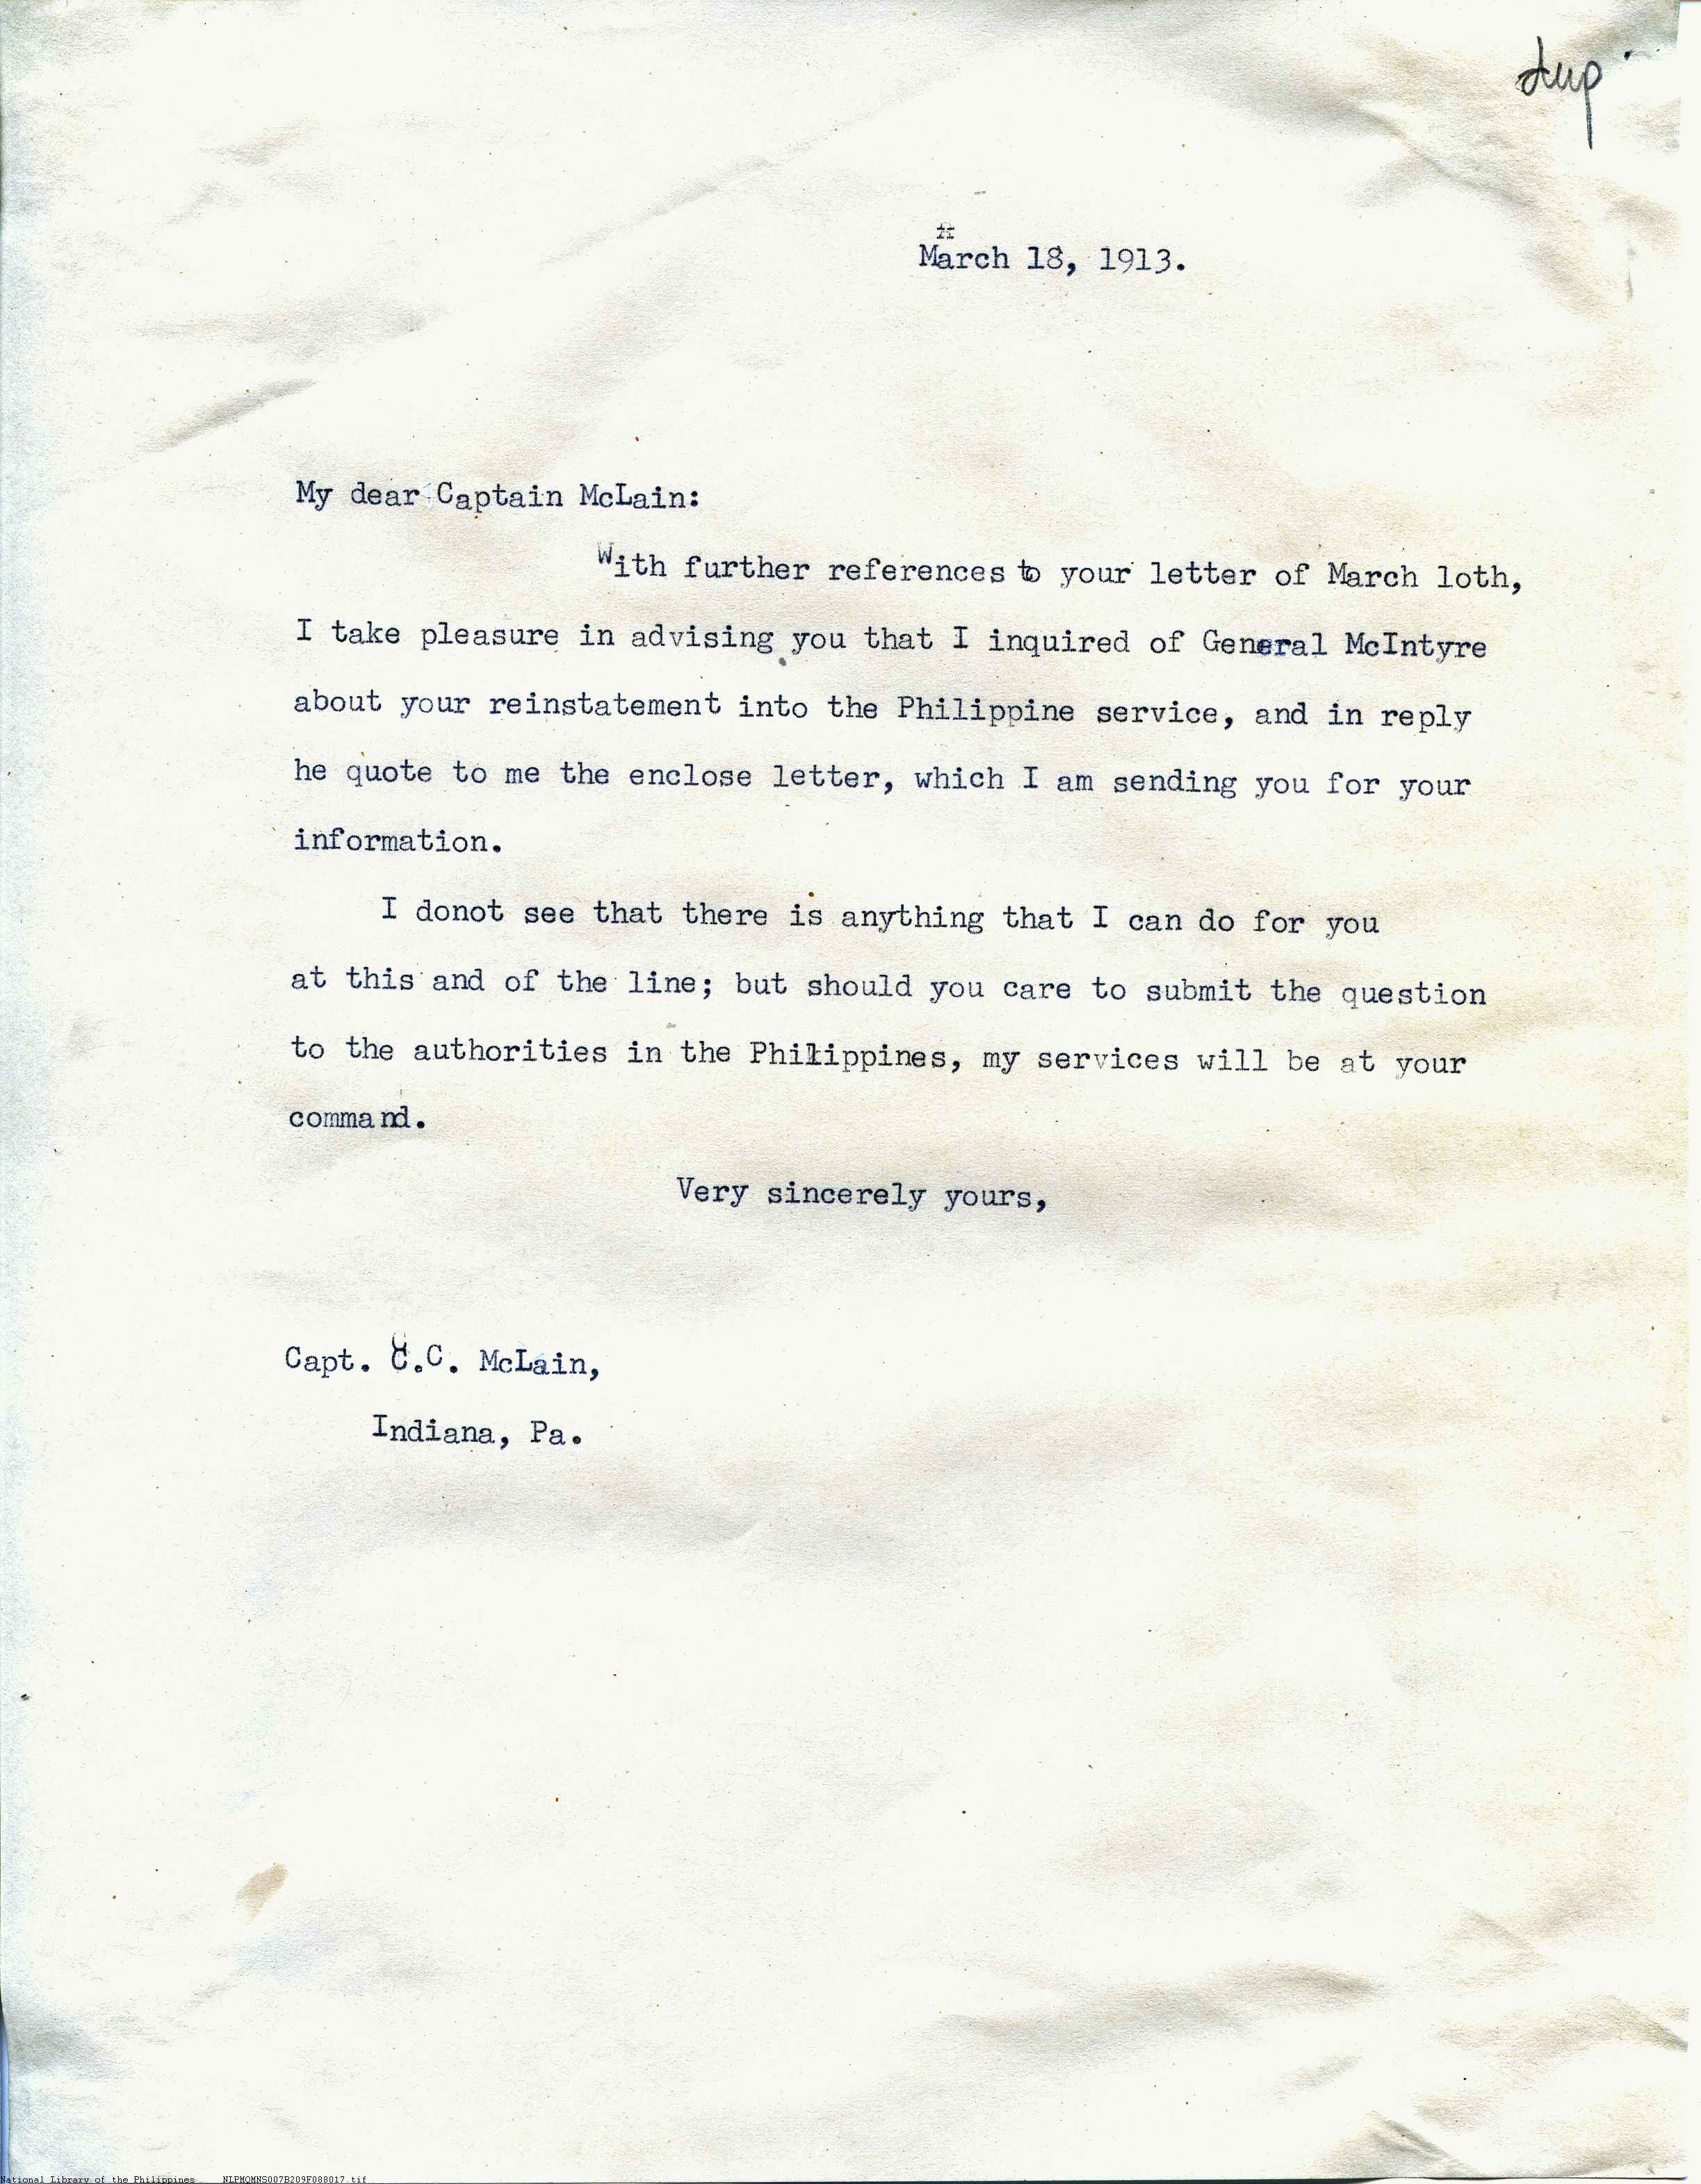 dup
March 18, 1913.
My dear Captain McLain:
With further references to your letter of March loth,
I take pleasure in advising you that I inquired of General McIntyre
about your reinstatement into the Philippine service, and in reply
he quote to me the enclose letter, which I am sending you for your
information.
I donot see that there is anything that I can do for you
at this and of the line; but should you care to submit the question
to the authorities in the Philippines, my services will be at your
command.
Very sincerely yours,
Capt. C.C. McLain,
Indiana, Pa.
National Library of the Philippines NLPMQMNS007B209F088017.tif